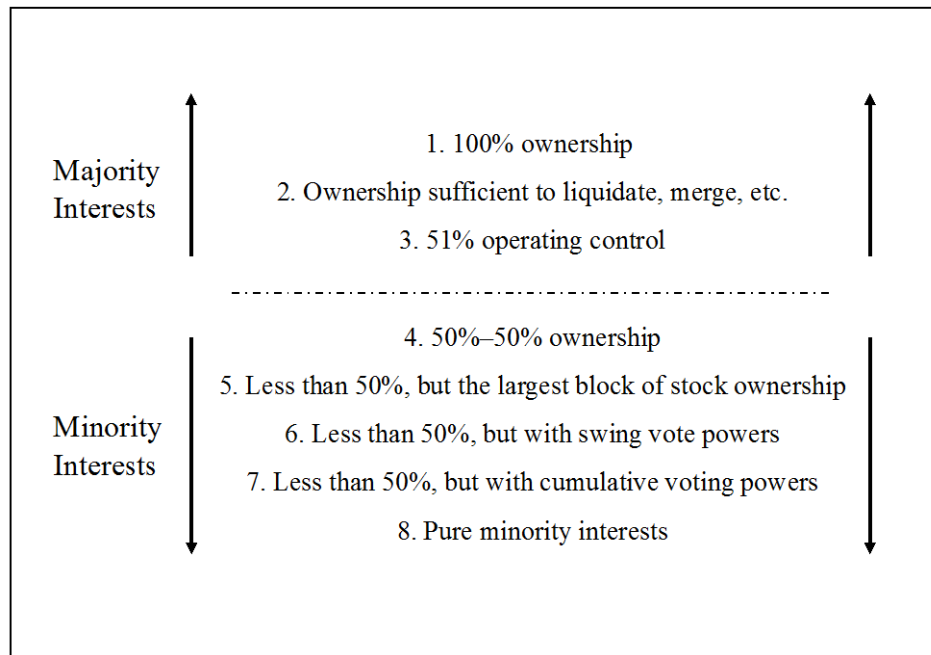 Majority
Interests
1. 100% ownership
2. Ownership sufficient to liquidate, merge, etc.
3. 51% operating control
Minority
Interests
4. 50%–50% ownership
5. Less than 50%, but the largest block of stock ownership
6. Less than 50%, but with swing vote powers
7. Less than 50%, but with cumulative voting powers
8. Pure minority interests